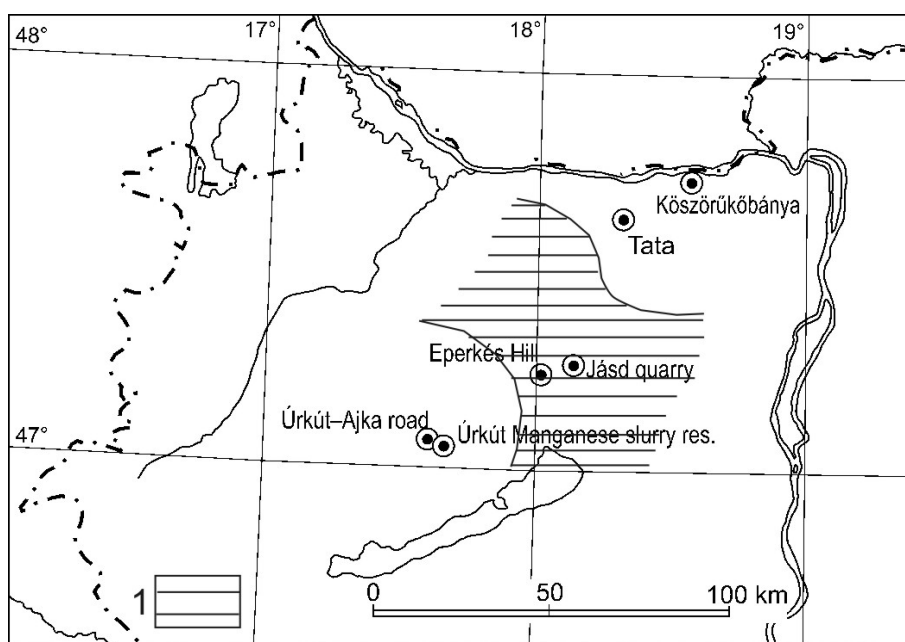 17°
18°
19°
48°
Köszörűkőbánya
Tata
Eperkés Hill
Jásd quarry
Úrkút–Ajka road
Úrkút Manganese slurry res.
47°
1
0
50
100 km